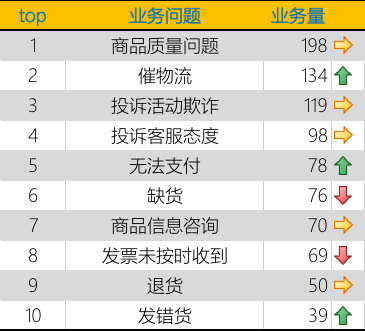 top 业务问题 业务量
1 商品质量问题 198
2 催物流 134
3 投诉活动欺诈 119
4 投诉客服态度 98
5 无法支付 78
6 缺货 76
7 商品信息咨询 70
8 发票未按时收到 69
9 退货 50
10 发错货 39